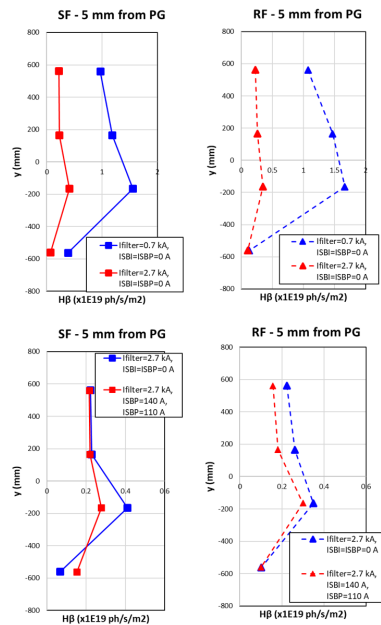 SF - 5 mm from PG
800
600
400
200
0
-200
-400
-600
-800
0
1
2
y (mm)
Ifilter=0.7 kA,
ISBI=ISBP=0 A
Ifilter=2.7 kA,
ISBI=ISBP=0 A
Hβ (x1E19 ph/s/m2)
RF - 5 mm from PG
800
600
400
200
0
-200
-400
-600
-800
0
0.5
1
1.5
2
y (mm)
Ifilter=0.7 kA,
ISBI=ISBP=0 A
Ifilter=2.7 kA,
ISBI=ISBP=0 A
Hβ (x1E19 ph/s/m2)
SF - 5 mm from PG
800
600
400
200
0
-200
-400
-600
-800
0
0.2
0.4
0.6
y (mm)
Ifilter=2.7 kA,
ISBI=ISBP=0 A
Ifilter=2.7 kA,
ISBP=140 A,
ISBP=110 A
Hβ (x1E19 ph/s/m2)
RF - 5 mm from PG
800
600
400
200
0
-200
-400
-600
-800
0
0.2
0.4
0.6
y (mm)
Ifilter=2.7 kA,
ISBI=ISBP=0 A
Ifilter=2.7 kA,
ISBI=140 A,
ISBP=110 A
Hβ (x1E19 ph/s/m2)